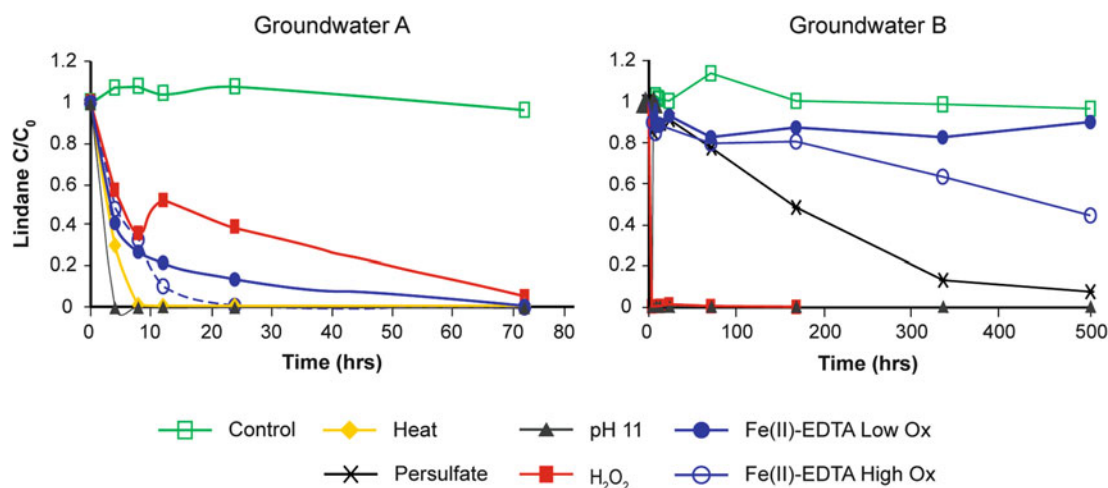 Groundwater A
Groundwater B
Lindane C/C₀
1.2
1
0.8
0.6
0.4
0.2
0
0 10 20 30 40 50 60 70 80
Time (hrs)
1.2
1
0.8
0.6
0.4
0.2
0
0 100 200 300 400 500
Time (hrs)
Control
Heat
pH 11
Fe(II)-EDTA Low Ox
Persulfate
H₂O₂
Fe(II)-EDTA High Ox